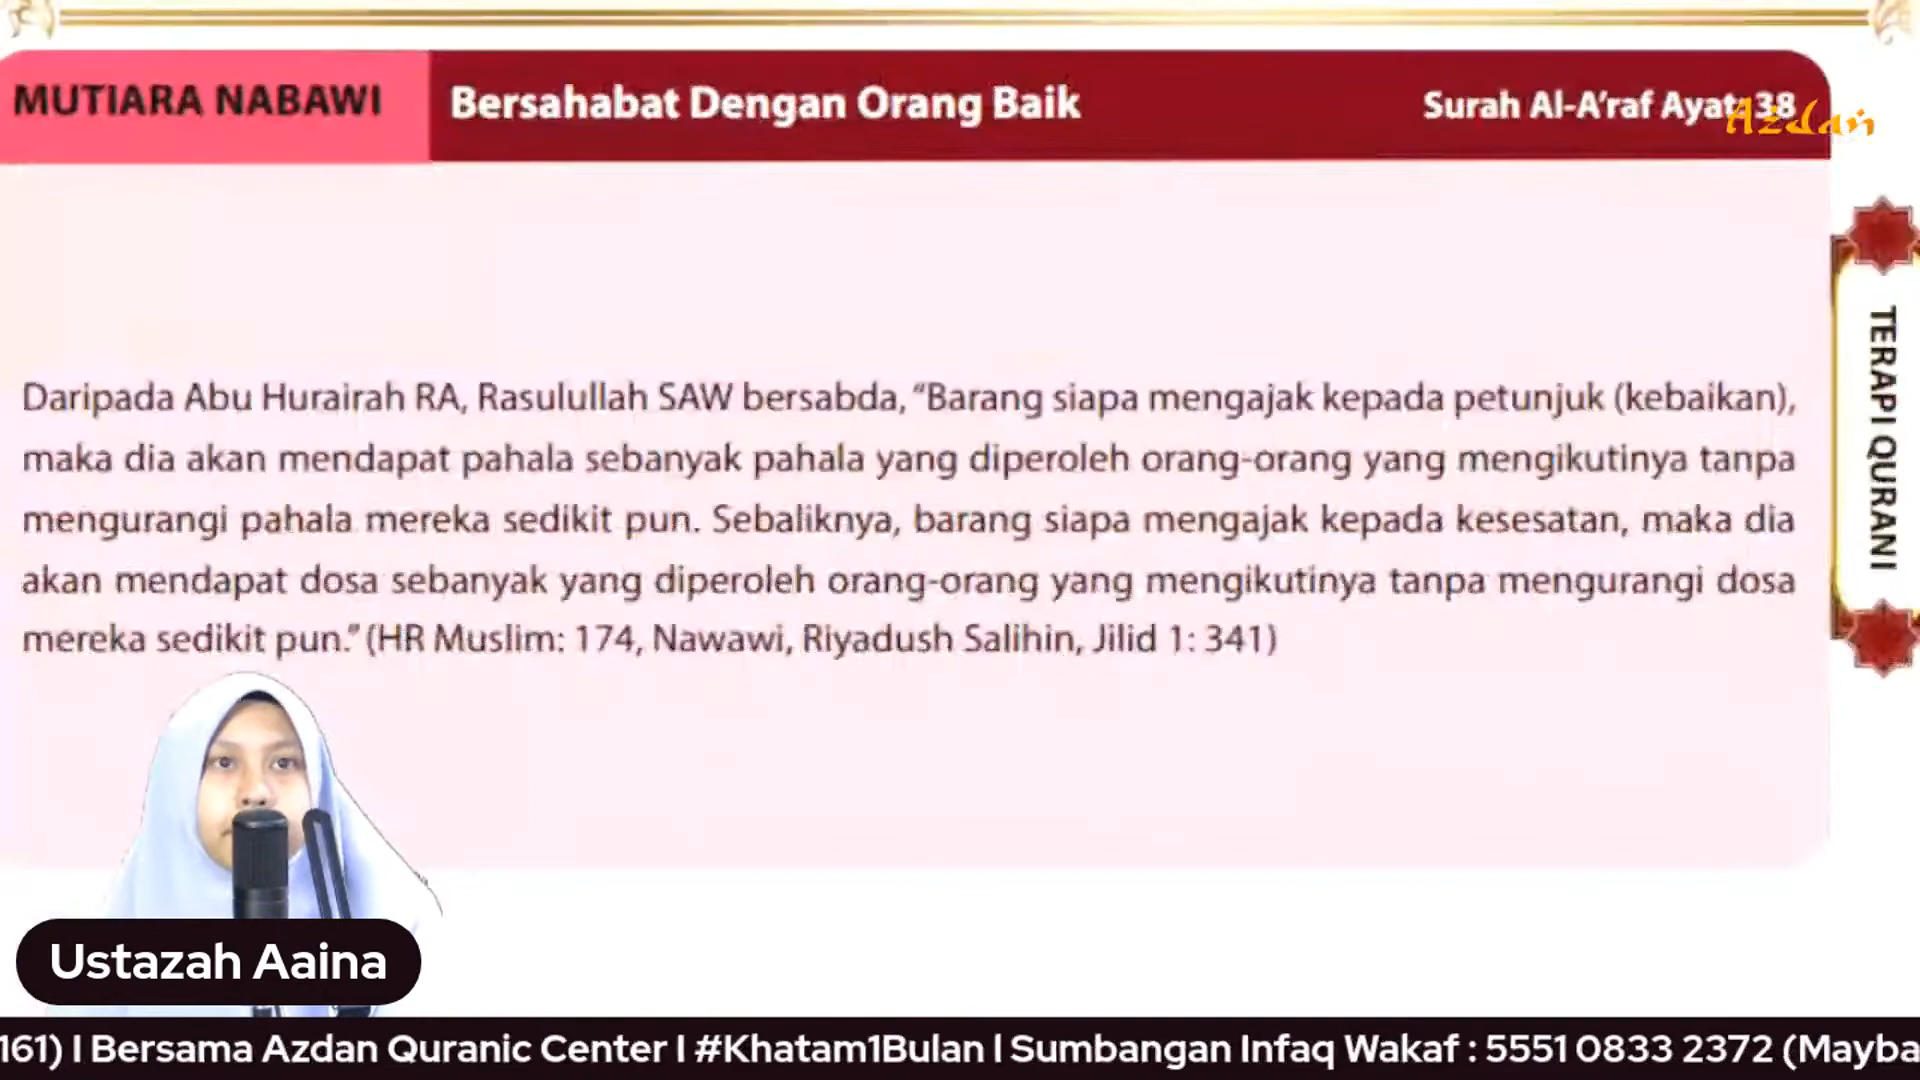 MUTIARA NABAWI
Bersahabat Dengan Orang Baik
Surah Al-A’raf Ayat: 38
Azdan
Daripada Abu Hurairah RA, Rasulullah SAW bersabda, “Barang siapa mengajak kepada petunjuk (kebaikan),
maka dia akan mendapat pahala sebanyak pahala yang diperoleh orang-orang yang mengikutinya tanpa
mengurangi pahala mereka sedikit pun. Sebaliknya, barang siapa mengajak kepada kesesatan, maka dia
akan mendapat dosa sebanyak yang diperoleh orang-orang yang mengikutinya tanpa mengurangi dosa
mereka sedikit pun.” (HR Muslim: 174, Nawawi, Riyadush Salihin, Jilid 1: 341)
TERAPI QURANI
Ustazah Aaina
161) I Bersama Azdan Quranic Center I #Khatam1Bulan I Sumbangan Infaq Wakaf : 5551 0833 2372 (Mayba